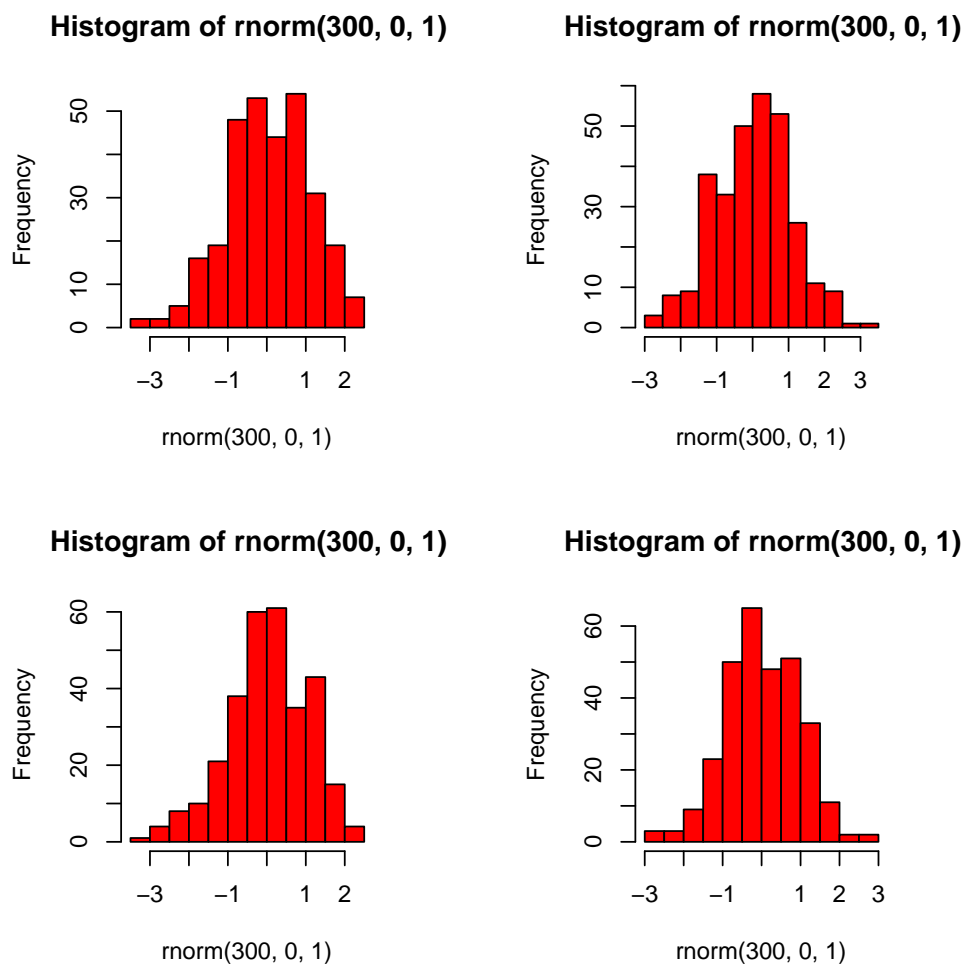 Histogram of rnorm(300, 0, 1)
Frequency
50
30
10
0
−3
−1
1
2
rnorm(300, 0, 1)
Histogram of rnorm(300, 0, 1)
Frequency
50
30
10
0
−3
−1
1
2
3
rnorm(300, 0, 1)
Histogram of rnorm(300, 0, 1)
Frequency
60
40
20
0
−3
−1
1
2
rnorm(300, 0, 1)
Histogram of rnorm(300, 0, 1)
Frequency
60
40
20
0
−3
−1
1
2
3
rnorm(300, 0, 1)